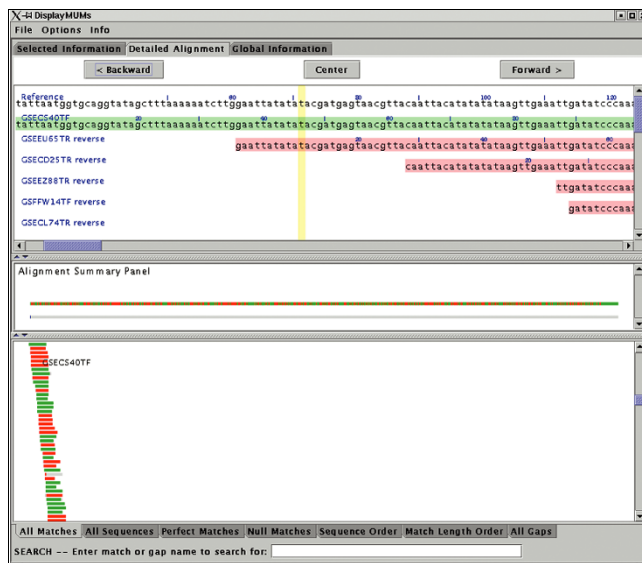 DisplayMUMs
File Options Info
Selected Information Detailed Alignment Global Information
< Backward Center Forward >
Reference
tattaatggtgcaggtatagctttaaaaaatcttggaattatatatacgatgagtaacgttacaattacatatatataagttgaaattgatatcccaa
GSECS40TF
tattaatggtgcaggtatagctttaaaaaatcttggaattatatatacgatgagtaacgttacaattacatatatataagttgaaattgatatcccaa
GSEEU65TR reverse
gaattatatatacgatgagtaacgttacaattacatatatataagttgaaattgatatcccaa
GSECD25TR reverse
caattacatatatataagttgaaattgatatcccaa
GSEEZ88TR reverse
ttgatatcccaa
GSFFW14TF reverse
gatatcccaa
GSECL74TR reverse
Alignment Summary Panel
GSECS40TF
All Matches All Sequences Perfect Matches Null Matches Sequence Order Match Length Order All Gaps
SEARCH -- Enter match or gap name to search for: